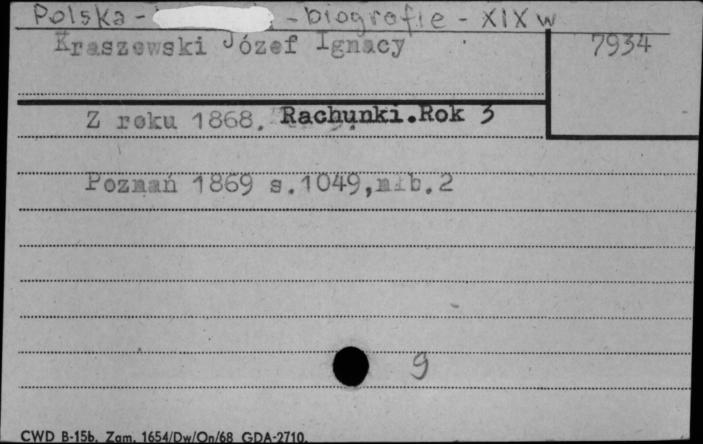 Polska - - biografie - XIX w
Kraszewski Józef Ignacy 7934
Z roku 1868. Rachunki.Rok 3
Poznań 1869 s.1049,nlb.2
9
CWD B-15b. Zam. 1654/Dw/On/68 GDA-2710.